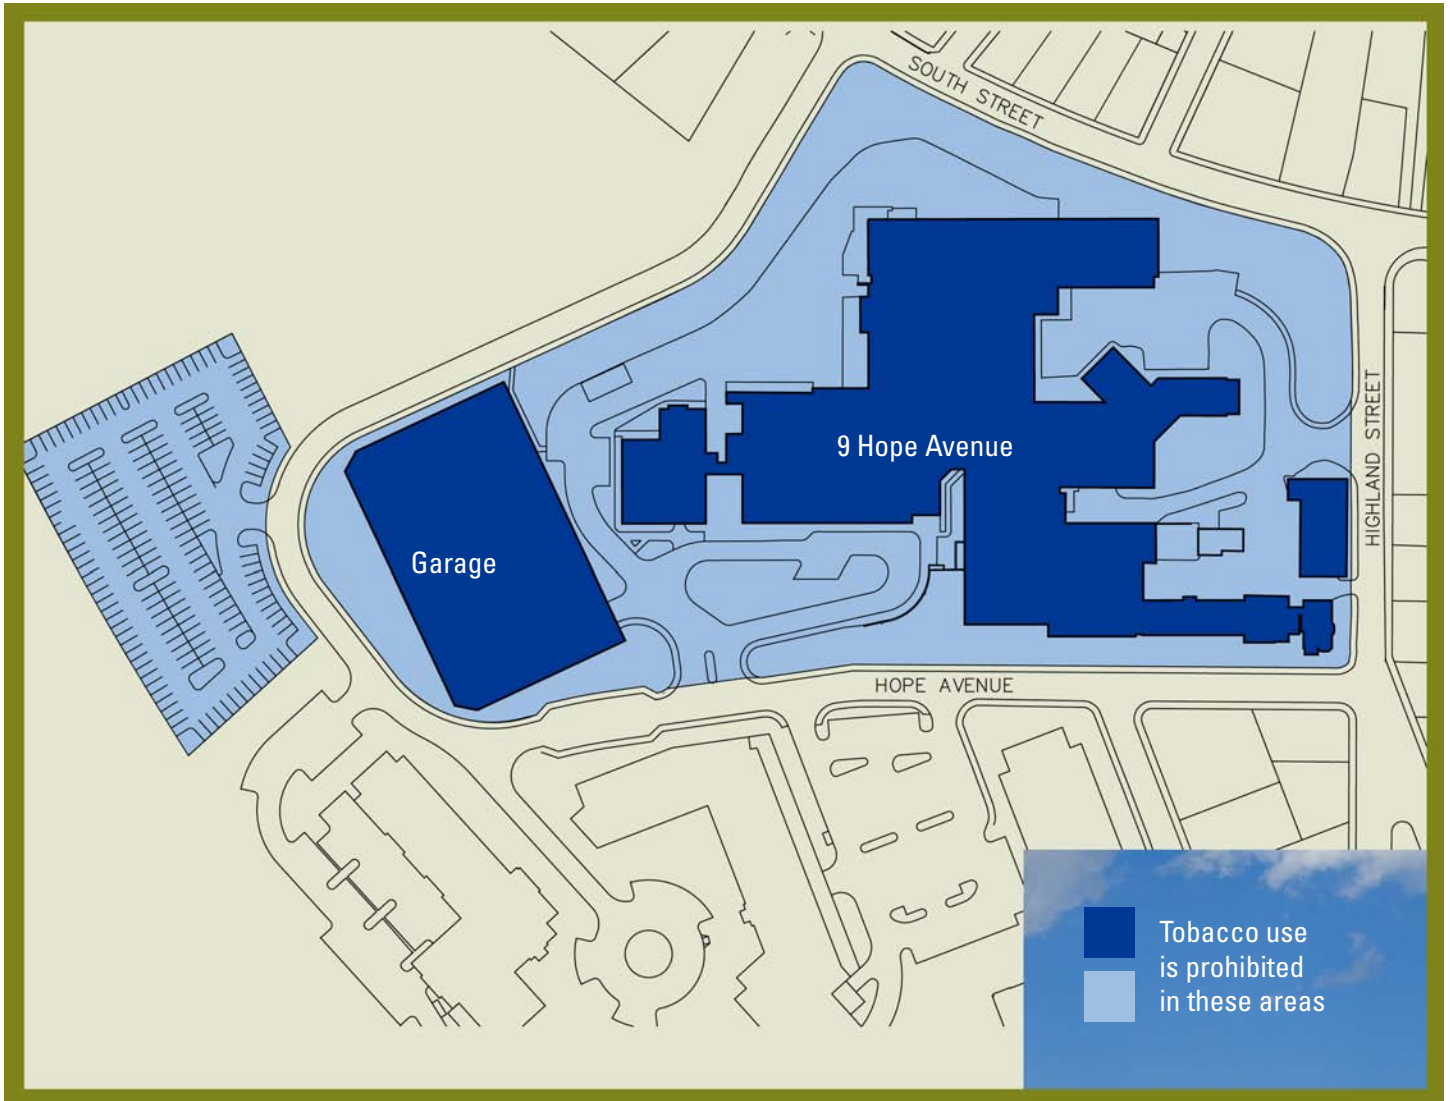 SOUTH STREET
9 Hope Avenue
HIGHLAND STREET
Garage
HOPE AVENUE
Tobacco use
is prohibited
in these areas